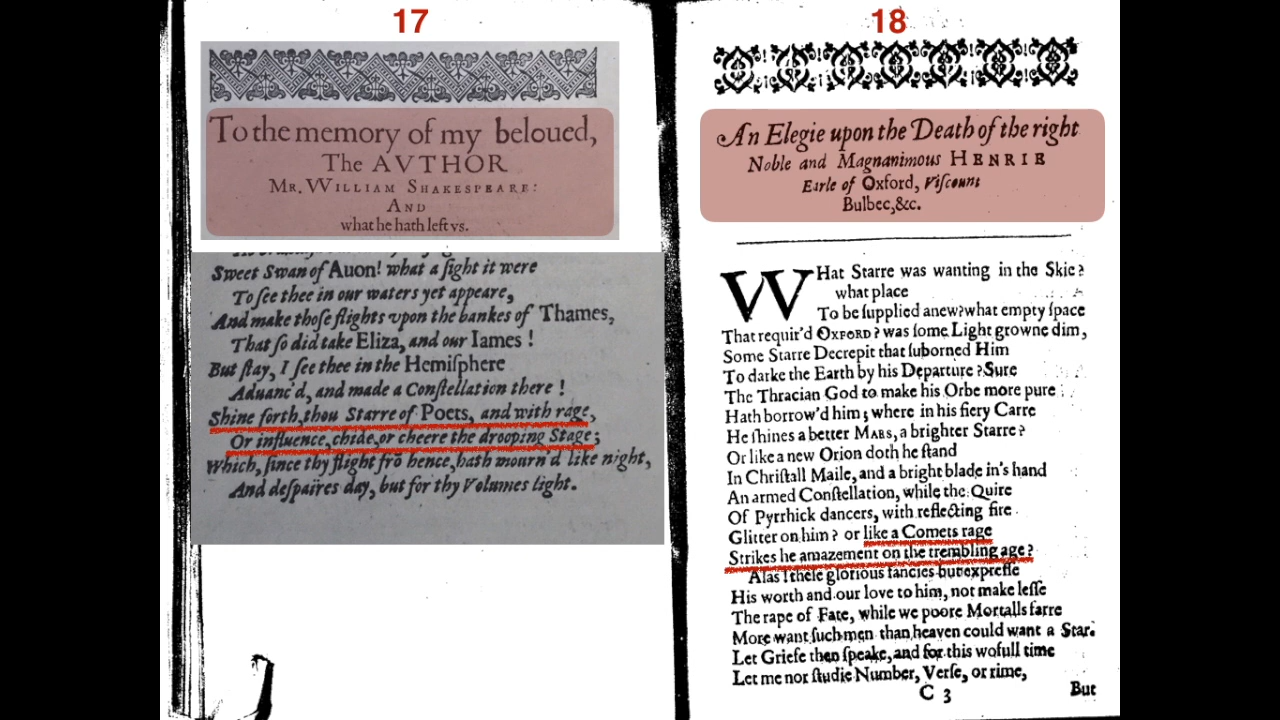 17
To the memory of my beloued,
The AVTHOR
MR. WILLIAM SHAKESPEARE:
AND
what he hath left vs.
Sweet Swan of Auon! what a ſight it were
To ſee thee in our waters yet appeare,
And make thoſe flights vpon the bankes of Thames,
That ſo did take Eliza, and our Iames !
But ſtay, I ſee thee in the Hemiſphere
Aduanc'd, and made a Conſtellation there !
Shine forth, thou Starre of Poets, and with rage,
Or influence, chide, or cheere the drooping Stage;
Which, ſince thy flight frō hence, hath mourn'd like night,
And deſpaires day, but for thy Volumes light.
18
An Elegie upon the Death of the right
Noble and Magnanimous HENRIE
Earle of Oxford, Viſcount
Bulbec, &c.
WHat Starre was wanting in the Skie?
what place
To be ſupplied anew? what empty ſpace
That requir'd OXFORD? was ſome Light growne dim,
Some Starre Decrepit that ſuborned Him
To darke the Earth by his Departure? Sure
The Thracian God to make his Orbe more pure
Hath borrow'd him; where in his fiery Carre
He ſhines a better MARS, a brighter Starre?
Or like a new Orion doth he ſtand
In Chriſtall Maile, and a bright blade in's hand
An armed Conſtellation, while the Quire
Of Pyrrhick dancers, with reflecting fire
Glitter on him? or like a Comets rage
Strikes he amazement on the trembling age?
Alas! theſe glorious fancies but expreſſe
His worth and our love to him, not make leſſe
The rape of Fate, while we poore Mortalls farre
More want ſuch men than heaven could want a Star.
Let Griefe then ſpeake, and for this wofull time
Let me nor ſtudie Number, Verſe, or rime,
C 3
But